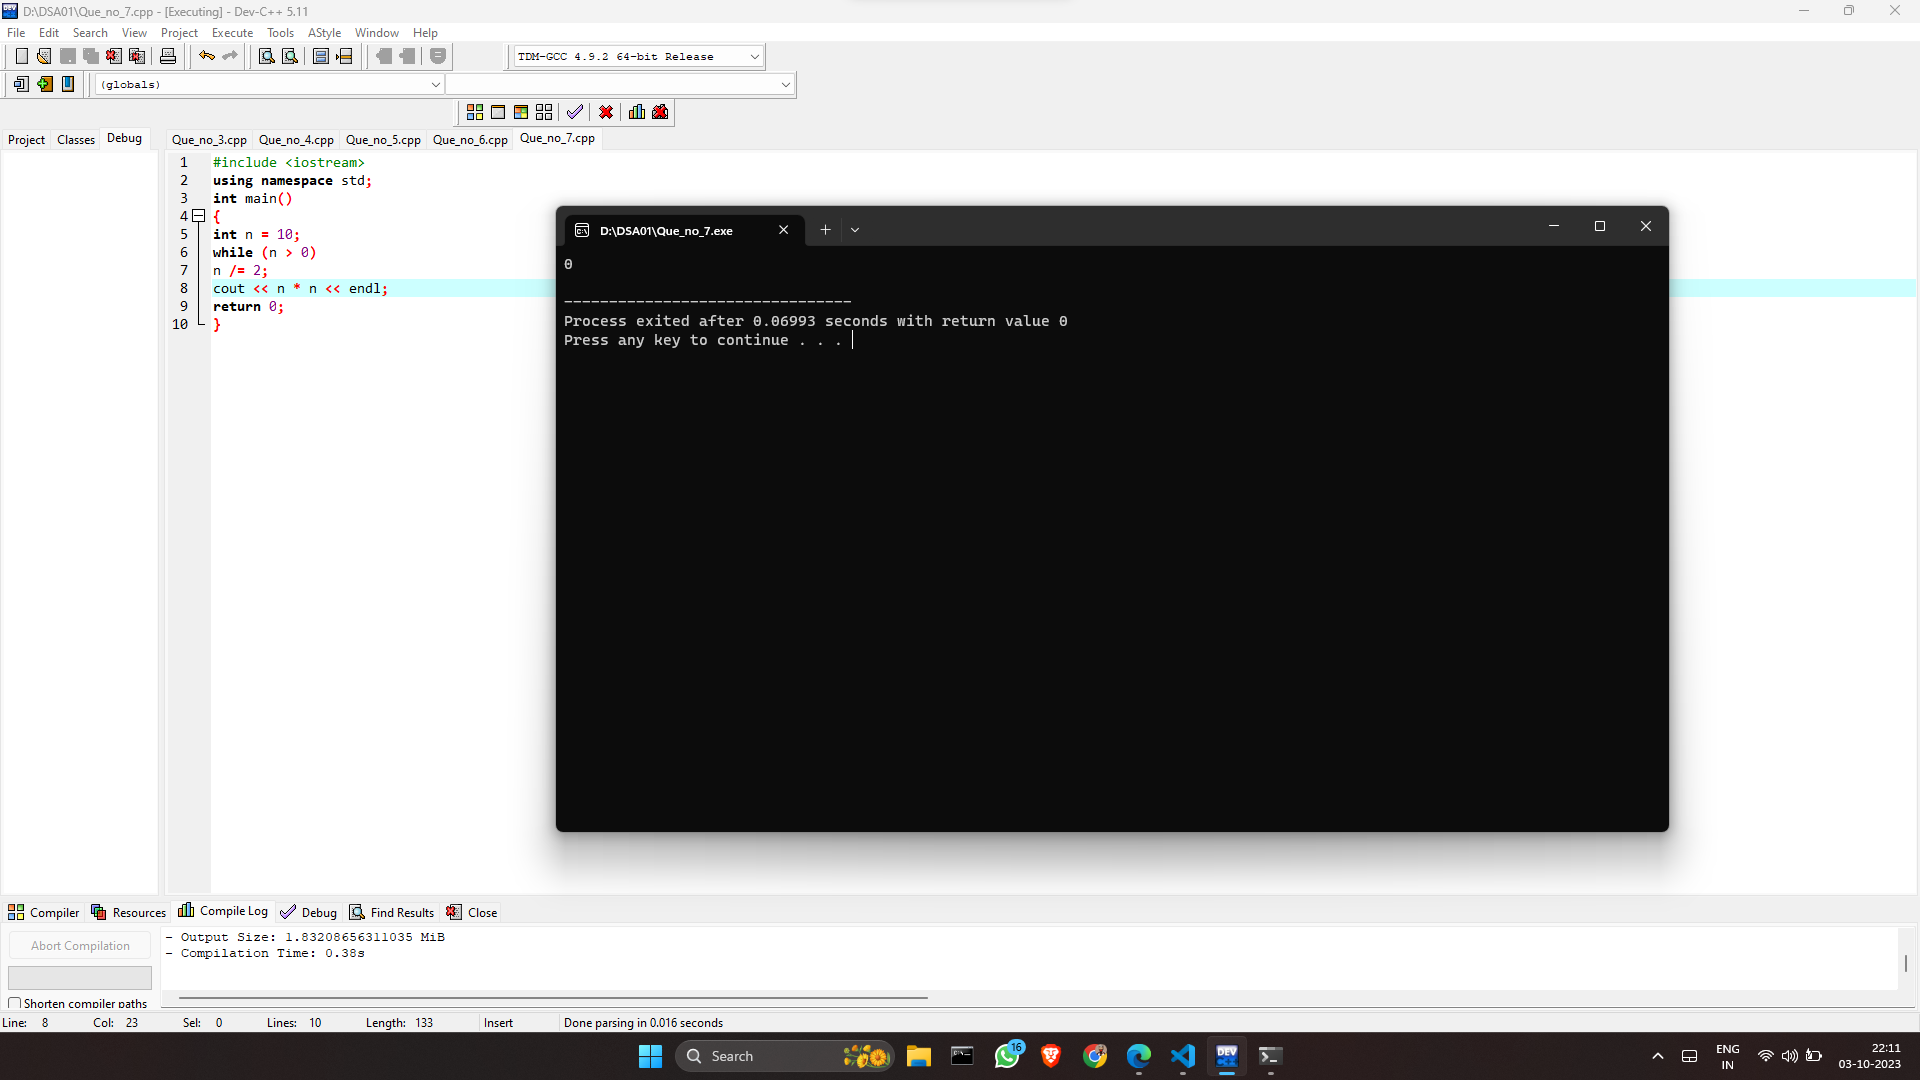 D:\DSA01\Que_no_7.cpp - [Executing] - Dev-C++ 5.11
File Edit Search View Project Execute Tools AStyle Window Help
TDM-GCC 4.9.2 64-bit Release
(globals)
Project Classes Debug
Que_no_3.cpp Que_no_4.cpp Que_no_5.cpp Que_no_6.cpp Que_no_7.cpp
1 #include <iostream>
2 using namespace std;
3 int main()
4 {
5 int n = 10;
6 while (n > 0)
7 n /= 2;
8 cout << n * n << endl;
9 return 0;
10 }
D:\DSA01\Que_no_7.exe
0
--------------------------------
Process exited after 0.06993 seconds with return value 0
Press any key to continue . . .
Compiler Resources Compile Log Debug Find Results Close
Abort Compilation
- Output Size: 1.83208656311035 MiB
- Compilation Time: 0.38s
Shorten compiler paths
Line: 8 Col: 23 Sel: 0 Lines: 10 Length: 133 Insert Done parsing in 0.016 seconds
Search
16
DEV
ENG
IN
22:11
03-10-2023